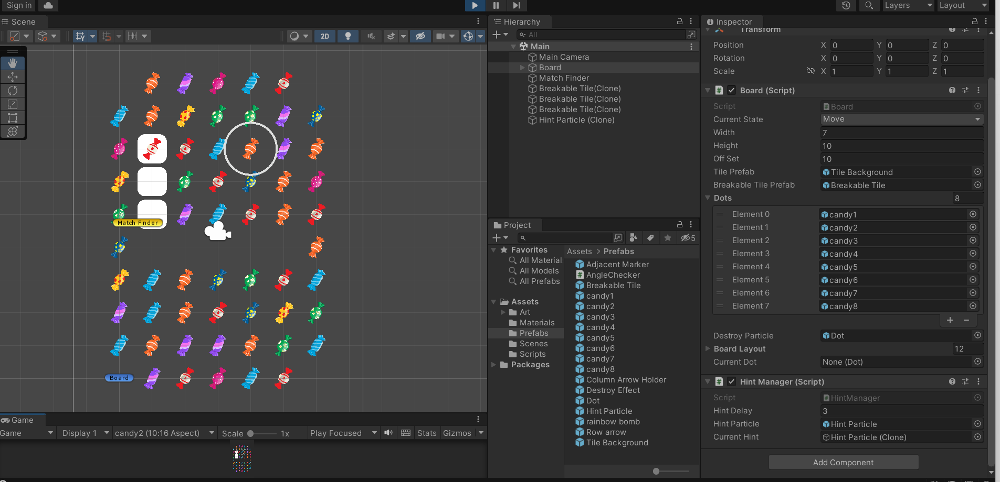 Sign in
Layers
Layout
Scene
2D
Match Finder
Board
Game
Game
Display 1
candy2 (10:16 Aspect)
Scale
1x
Play Focused
Stats
Gizmos
Hierarchy
All
Main
Main Camera
Board
Match Finder
Breakable Tile(Clone)
Breakable Tile(Clone)
Breakable Tile(Clone)
Hint Particle (Clone)
Project
5
Favorites
All Materials
All Models
All Prefabs
Assets
Art
Materials
Prefabs
Scenes
Scripts
Packages
Assets > Prefabs
Adjacent Marker
AngleChecker
Breakable Tile
candy1
candy2
candy3
candy4
candy5
candy6
candy7
candy8
Column Arrow Holder
Destroy Effect
Dot
Hint Particle
rainbow bomb
Row arrow
Tile Background
Inspector
Transform
Position X 0 Y 0 Z 0
Rotation X 0 Y 0 Z 0
Scale X 1 Y 1 Z 1
Board (Script)
Script Board
Current State Move
Width 7
Height 10
Off Set 10
Tile Prefab Tile Background
Breakable Tile Prefab Breakable Tile
Dots 8
Element 0 candy1
Element 1 candy2
Element 2 candy3
Element 3 candy4
Element 4 candy5
Element 5 candy6
Element 6 candy7
Element 7 candy8
Destroy Particle Dot
Board Layout 12
Current Dot None (Dot)
Hint Manager (Script)
Script HintManager
Hint Delay 3
Hint Particle Hint Particle
Current Hint Hint Particle (Clone)
Add Component